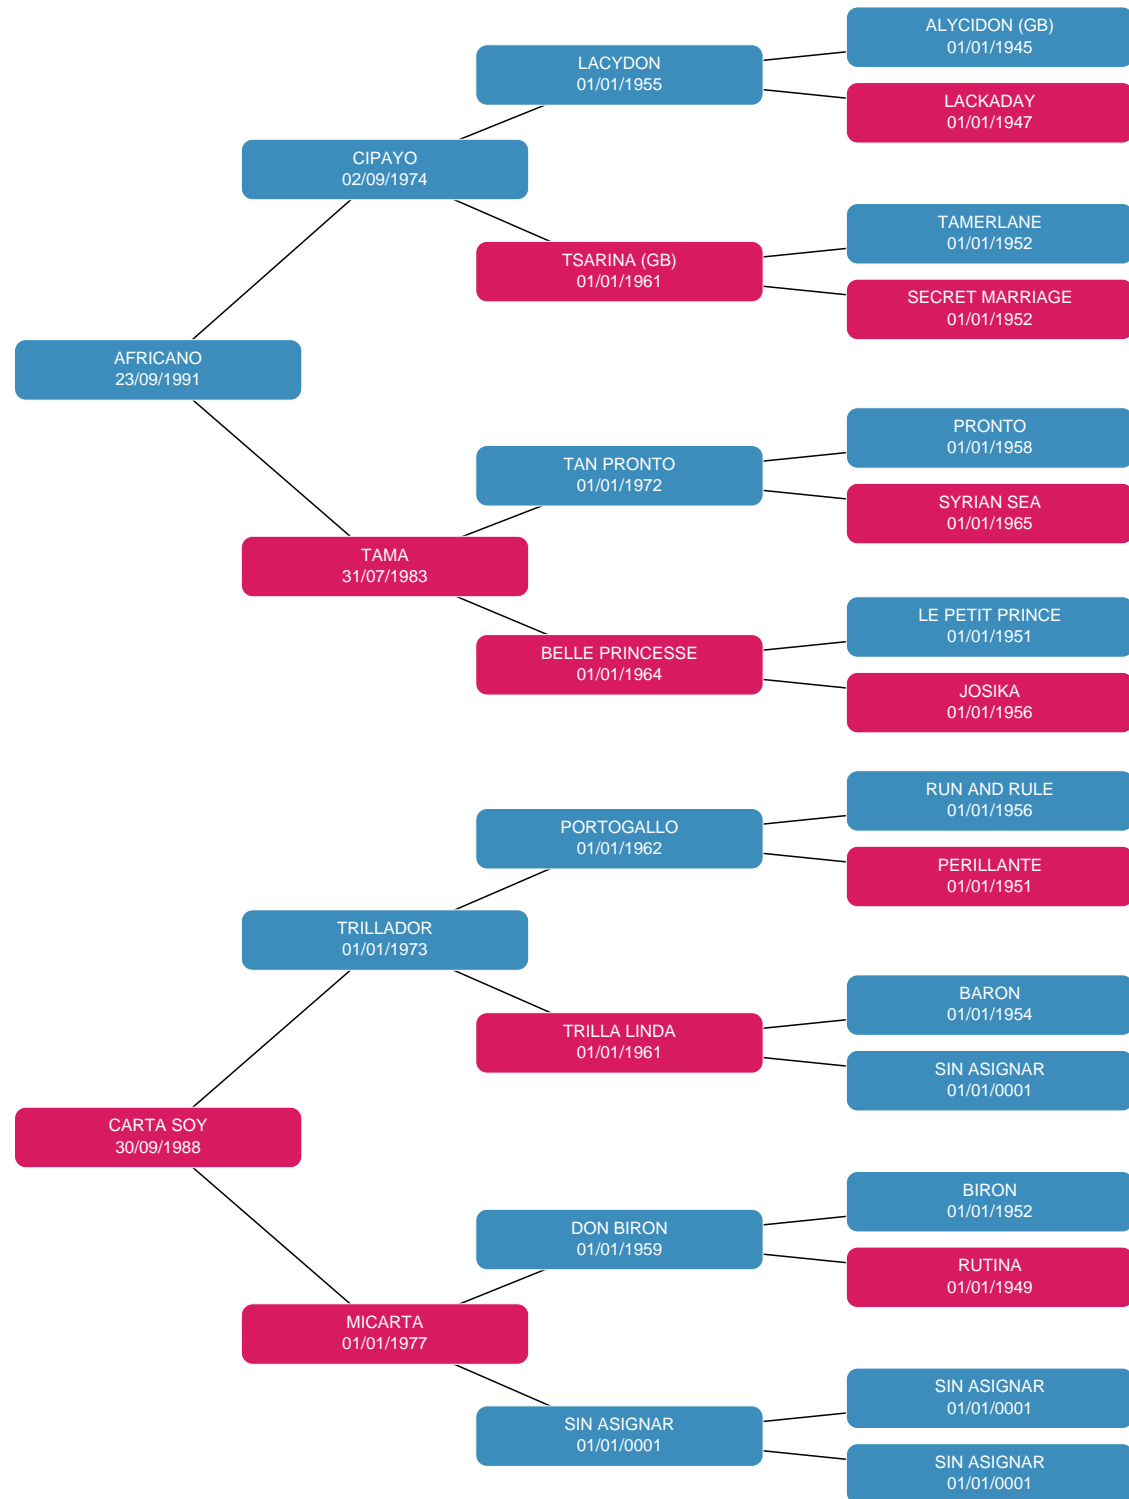 ALYCIDON (GB)
01/01/1945
LACYDON
01/01/1955
LACKADAY
01/01/1947
CIPAYO
02/09/1974
TAMERLANE
01/01/1952
TSARINA (GB)
01/01/1961
SECRET MARRIAGE
01/01/1952
AFRICANO
23/09/1991
PRONTO
01/01/1958
TAN PRONTO
01/01/1972
SYRIAN SEA
01/01/1965
TAMA
31/07/1983
LE PETIT PRINCE
01/01/1951
BELLE PRINCESSE
01/01/1964
JOSIKA
01/01/1956
RUN AND RULE
01/01/1956
PORTOGALLO
01/01/1962
PERILLANTE
01/01/1951
TRILLADOR
01/01/1973
BARON
01/01/1954
TRILLA LINDA
01/01/1961
SIN ASIGNAR
01/01/0001
CARTA SOY
30/09/1988
BIRON
01/01/1952
DON BIRON
01/01/1959
RUTINA
01/01/1949
MICARTA
01/01/1977
SIN ASIGNAR
01/01/0001
SIN ASIGNAR
01/01/0001
SIN ASIGNAR
01/01/0001